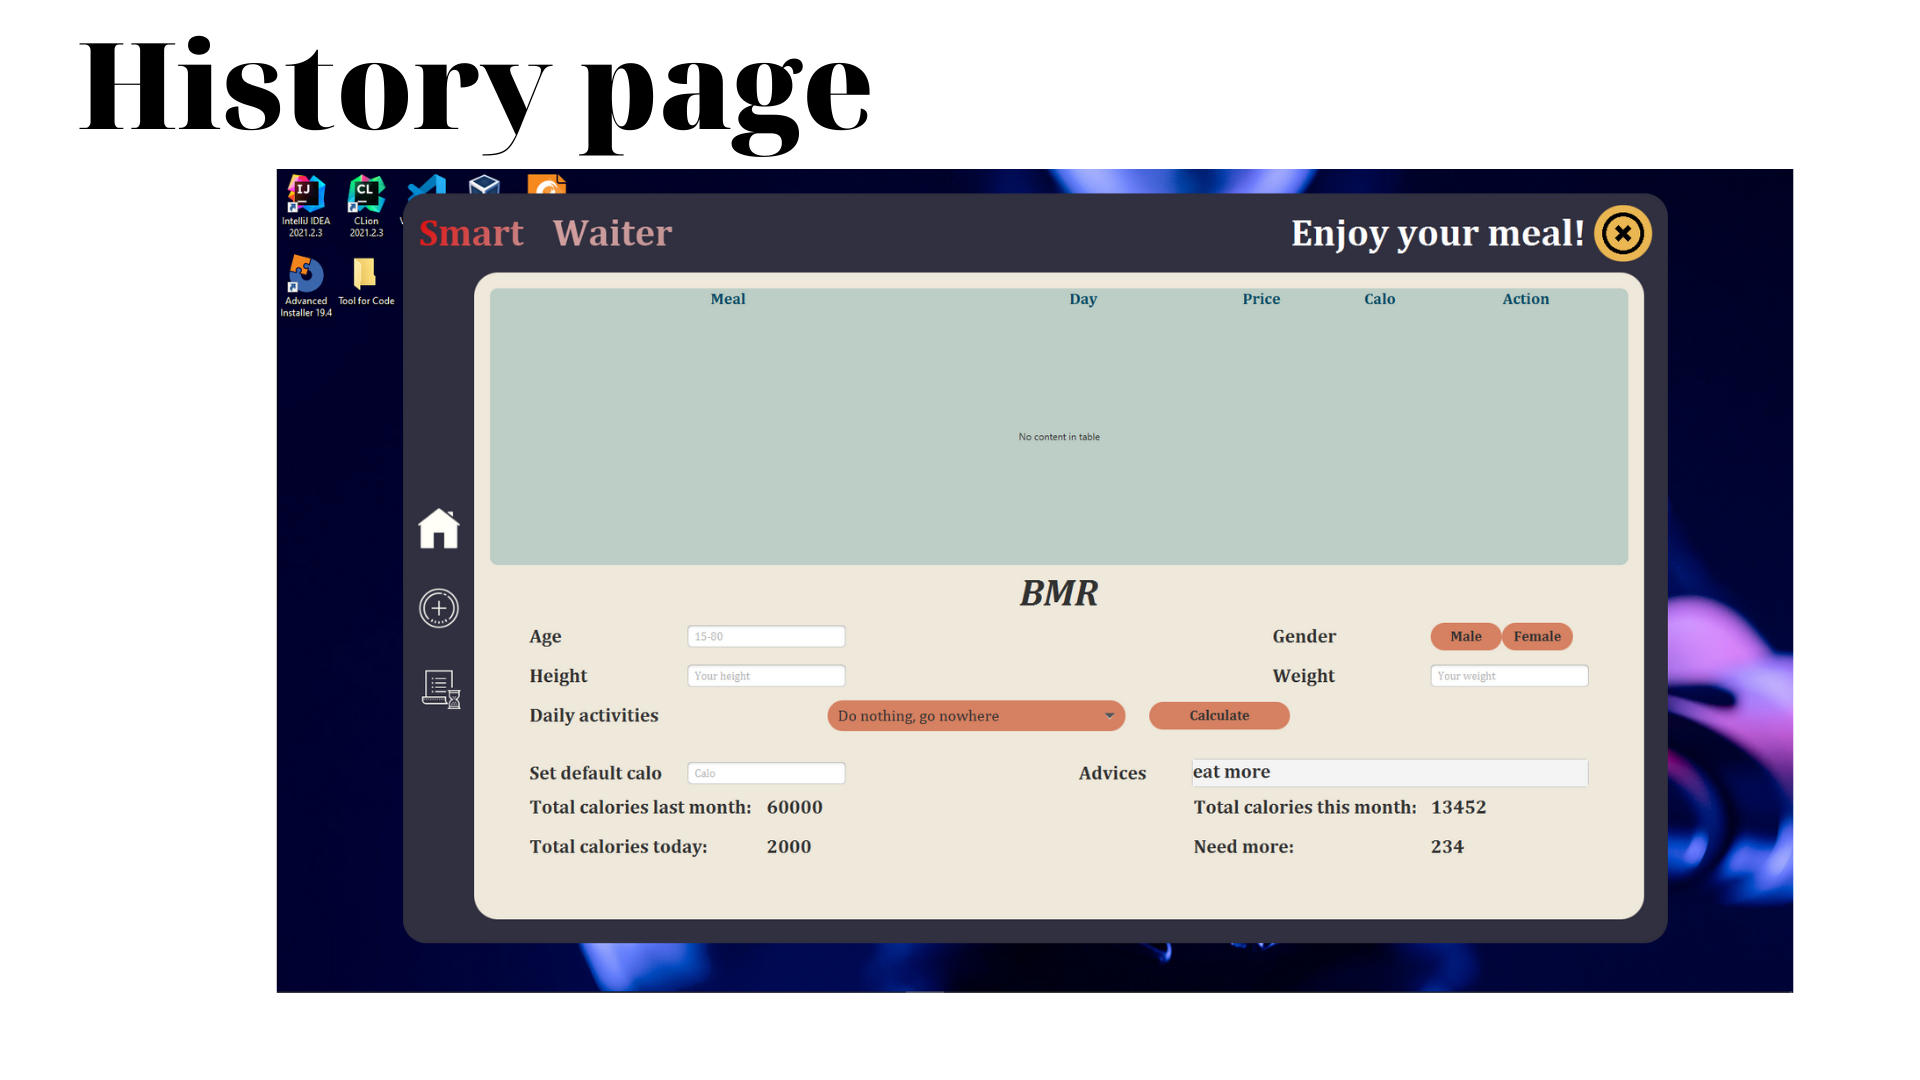 History page
IntelliJ IDEA 2021.2.3
CLion 2021.2.3
Advanced Installer 19.4
Tool for Code
Smart Waiter
Enjoy your meal!
Meal Day Price Calo Action
No content in table
BMR
Age 15-80 Gender Male Female
Height Your height Weight Your weight
Daily activities Do nothing, go nowhere Calculate
Set default calo Calo Advices eat more
Total calories last month: 60000 Total calories this month: 13452
Total calories today: 2000 Need more: 234